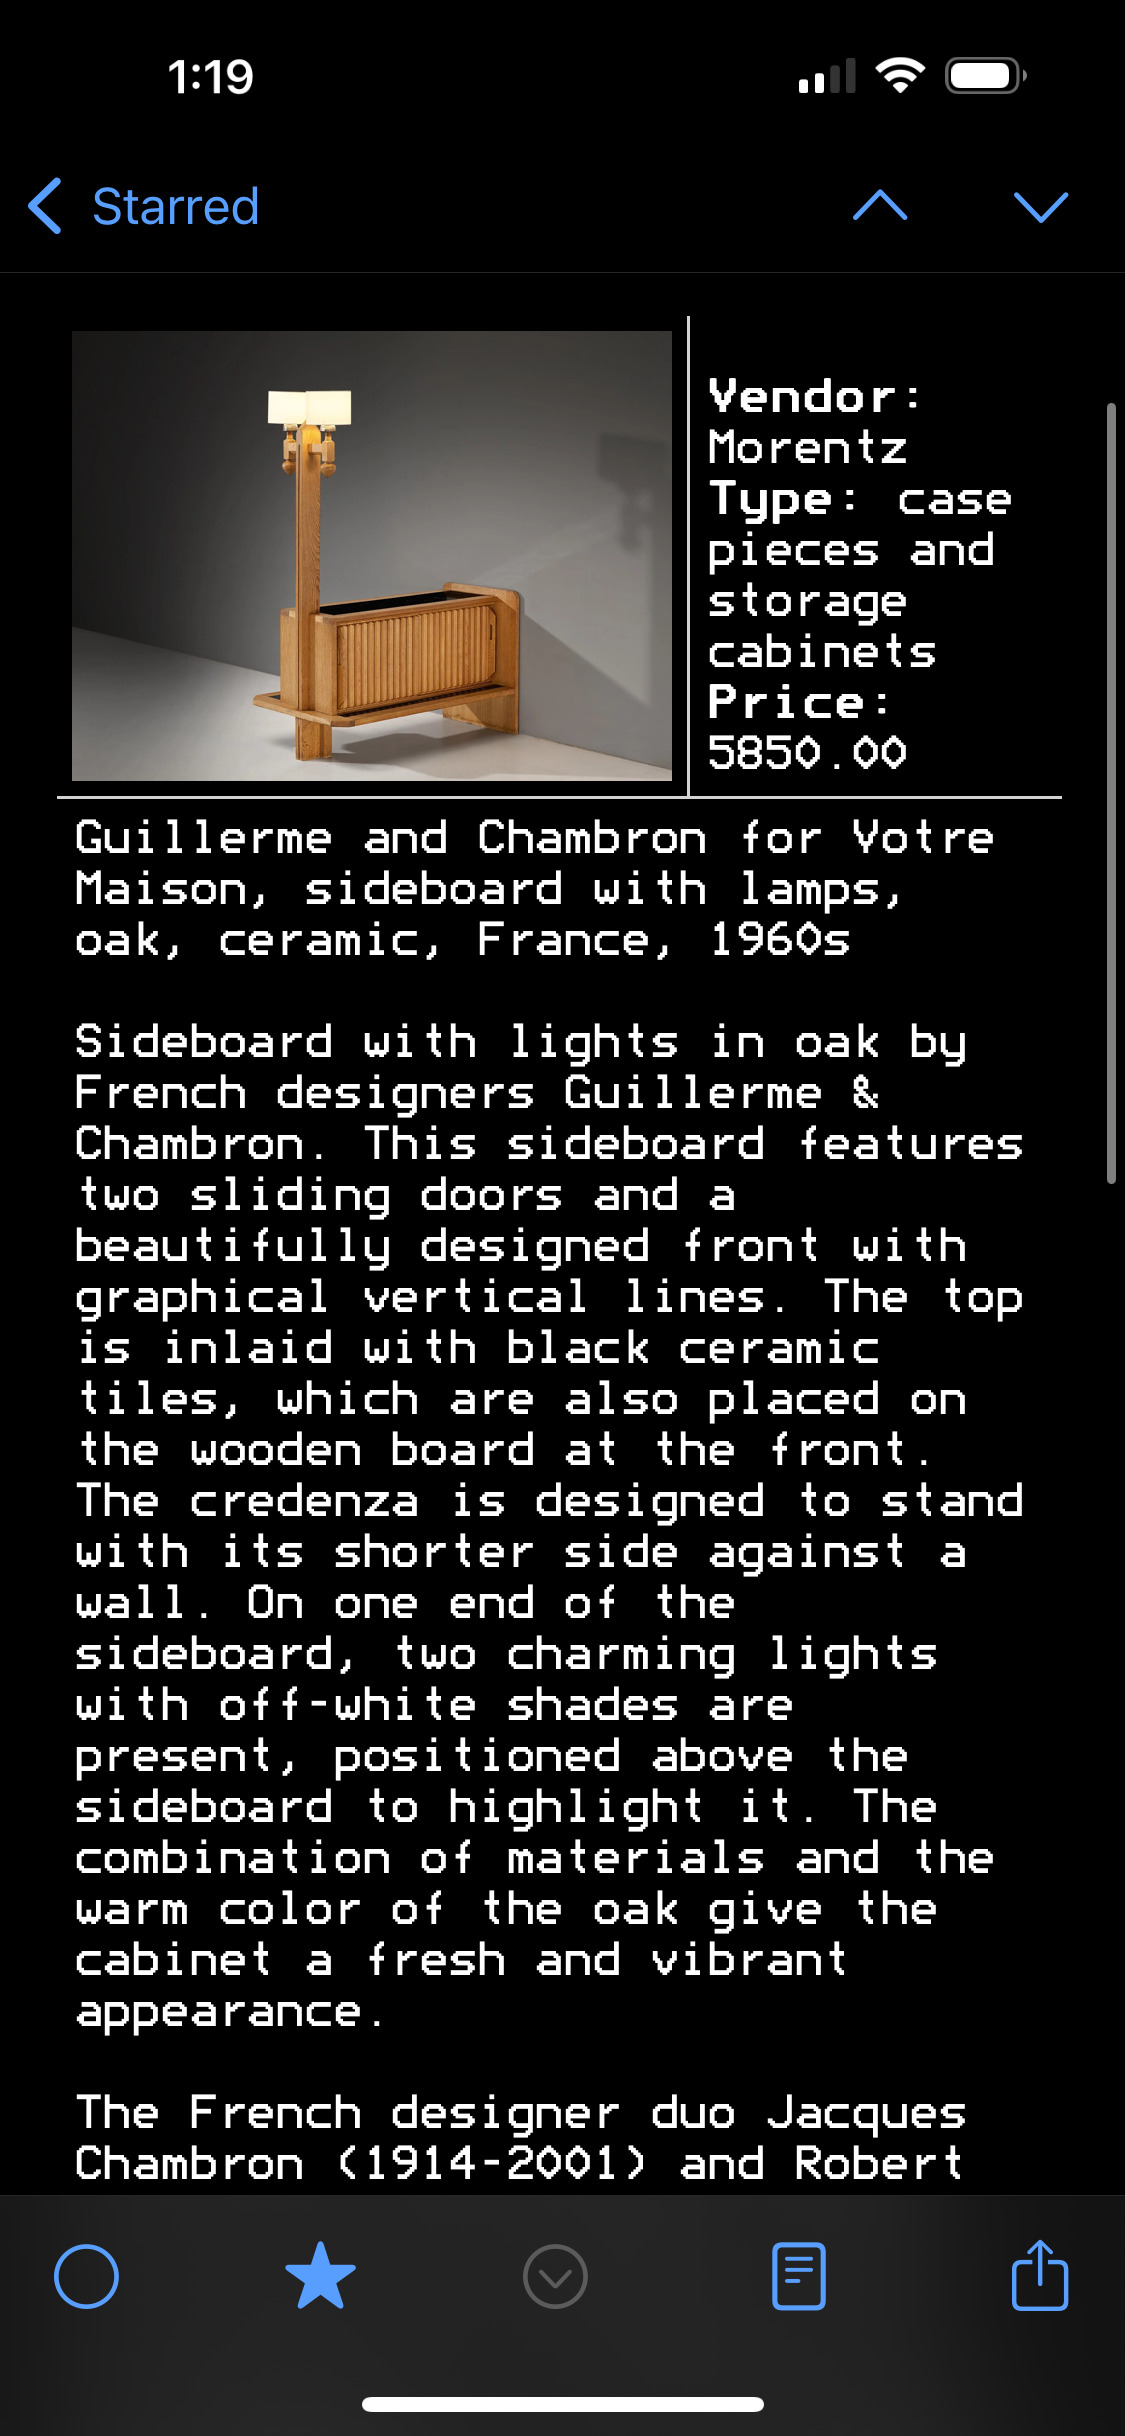 1:19
Starred
Vendor:
Morentz
Type: case
pieces and
storage
cabinets
Price:
5850.00
Guillerme and Chambron for Votre
Maison, sideboard with lamps,
oak, ceramic, France, 1960s
Sideboard with lights in oak by
French designers Guillerme &
Chambron. This sideboard features
two sliding doors and a
beautifully designed front with
graphical vertical lines. The top
is inlaid with black ceramic
tiles, which are also placed on
the wooden board at the front.
The credenza is designed to stand
with its shorter side against a
wall. On one end of the
sideboard, two charming lights
with off-white shades are
present, positioned above the
sideboard to highlight it. The
combination of materials and the
warm color of the oak give the
cabinet a fresh and vibrant
appearance.
The French designer duo Jacques
Chambron (1914-2001) and Robert